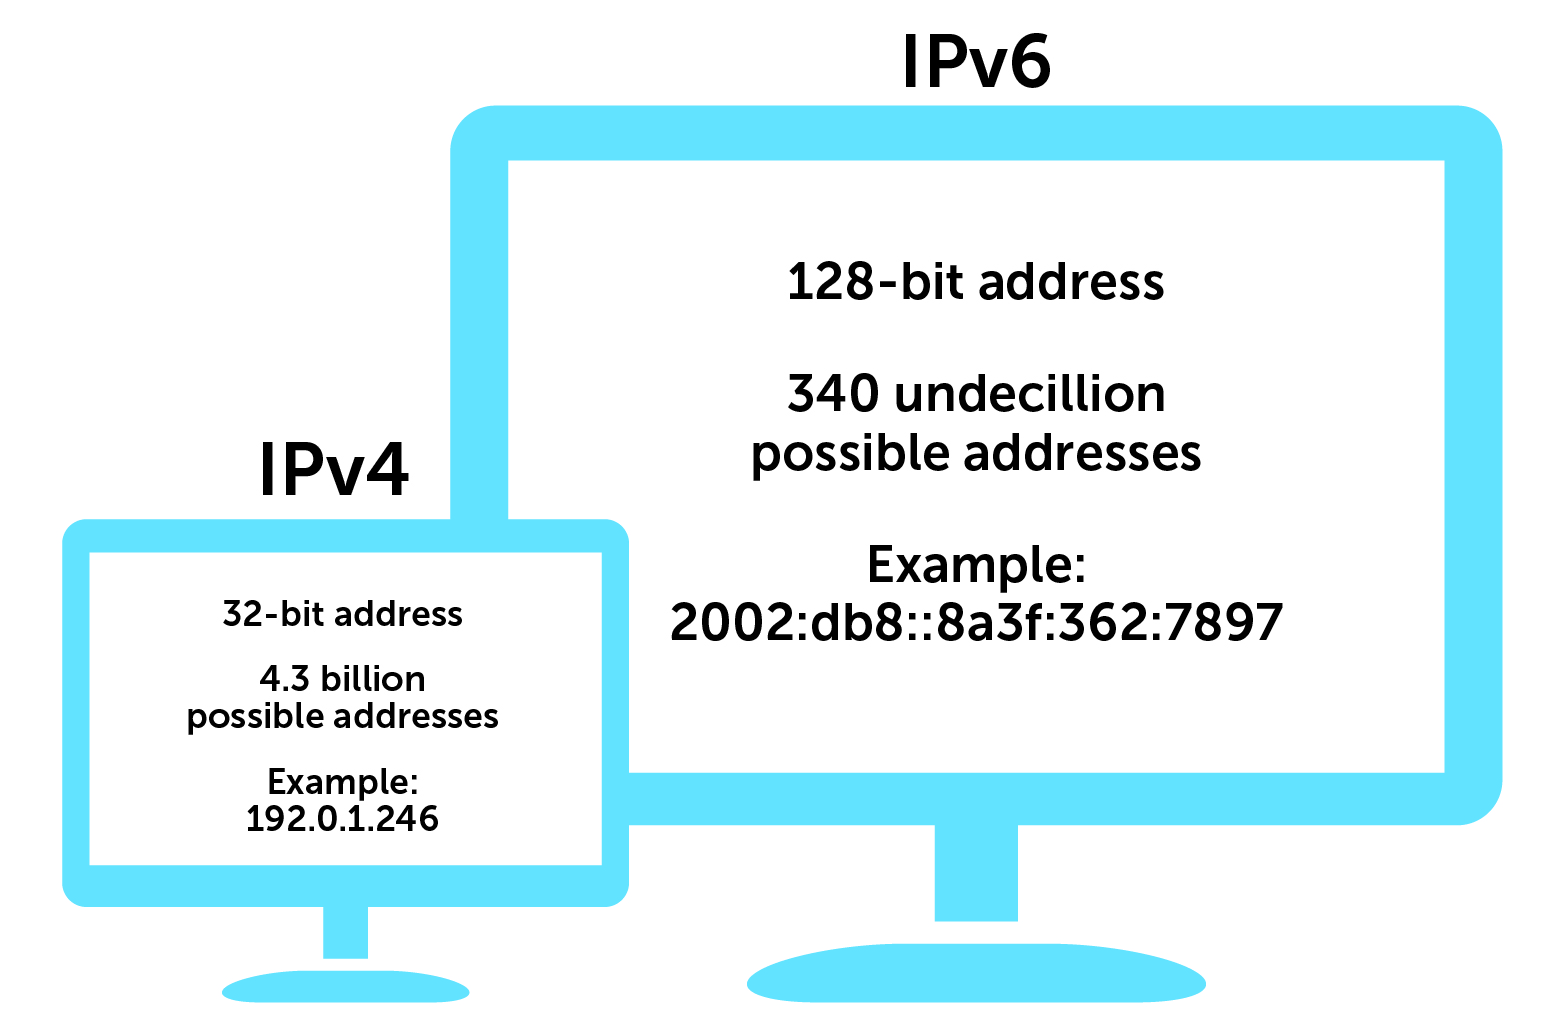 IPv6
128-bit address
340 undecillion
possible addresses
Example:
2002:db8::8a3f:362:7897
IPv4
32-bit address
4.3 billion
possible addresses
Example:
192.0.1.246